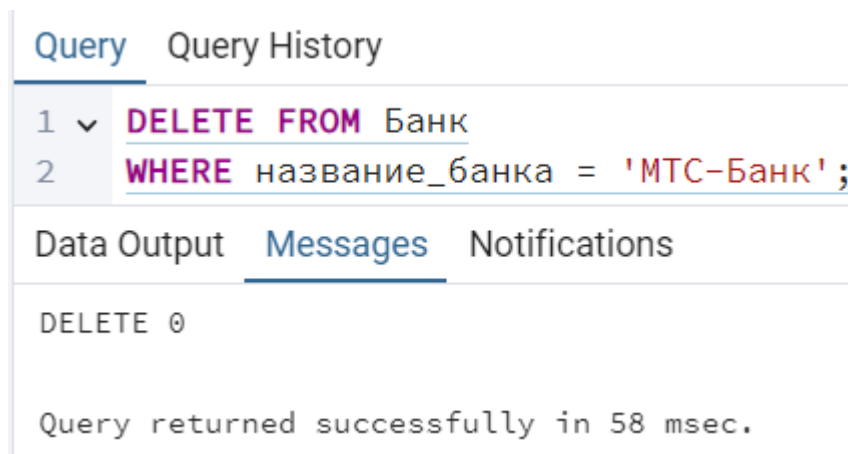 Query Query History
1 DELETE FROM Банк
2 WHERE название_банка = 'МТС-Банк';
Data Output Messages Notifications
DELETE 0
Query returned successfully in 58 msec.